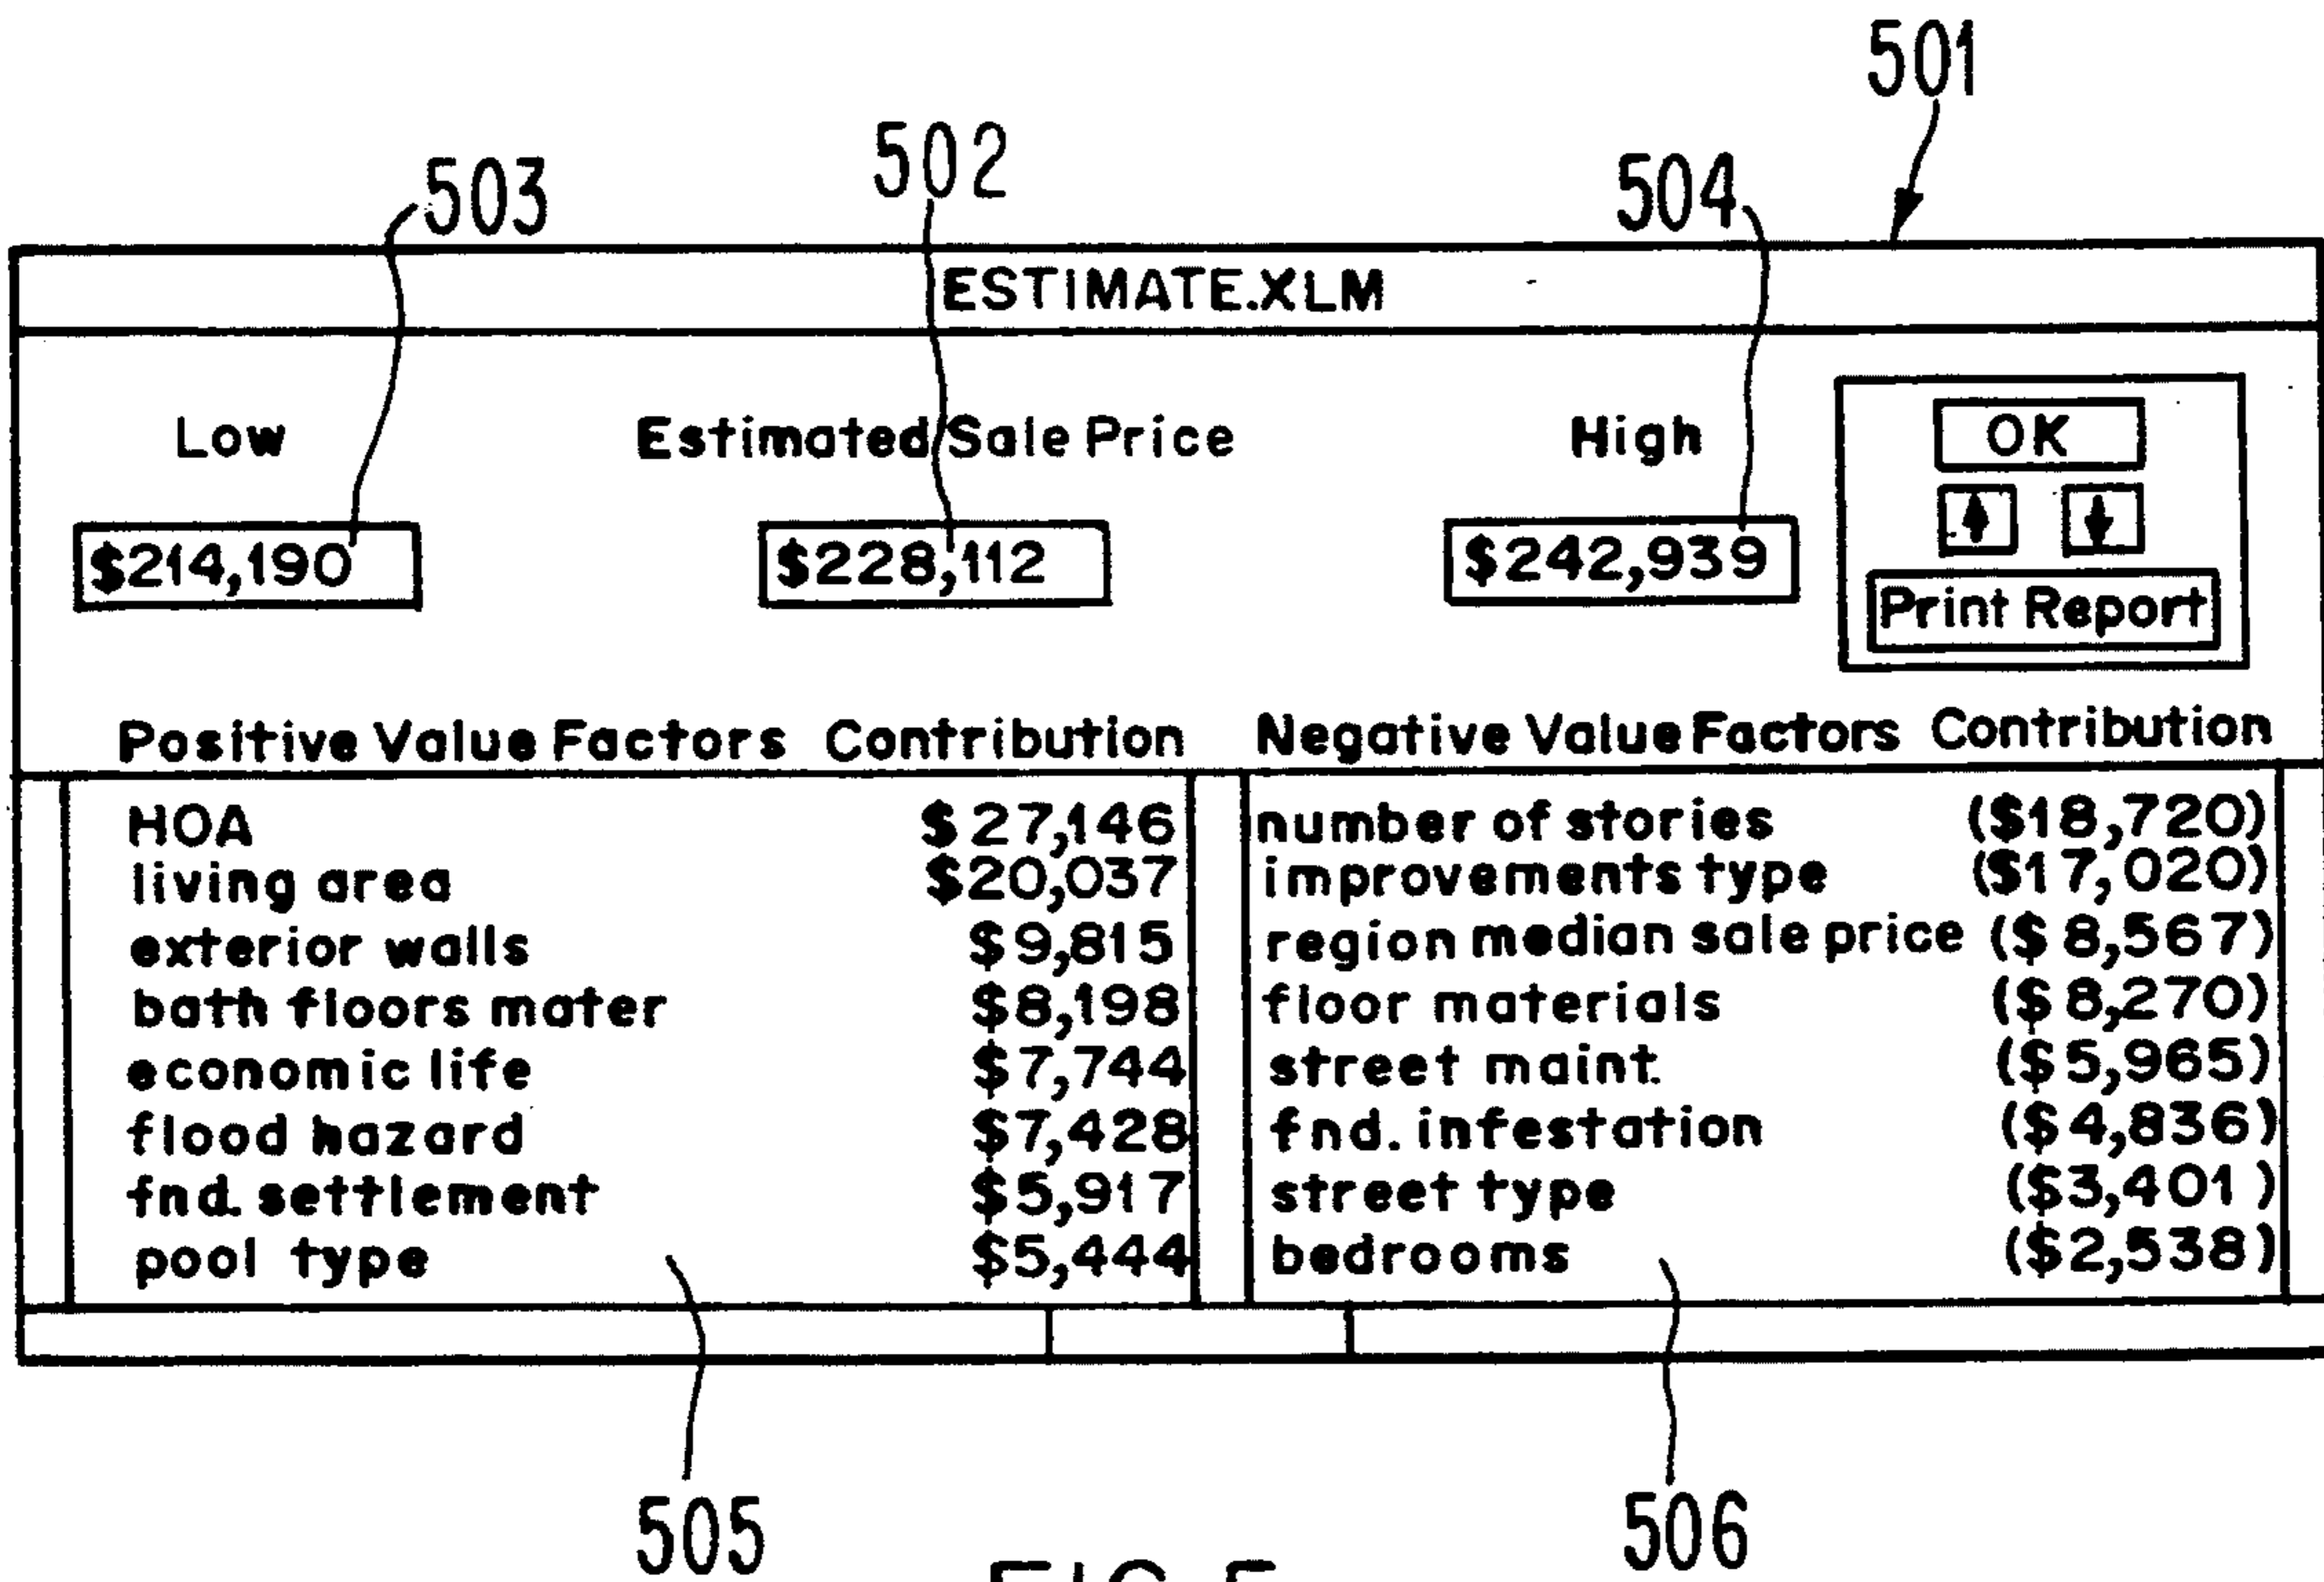 501
502
503
504
ESTIMATE.XLM
Low Estimated Sale Price High OK
$214,190 $228,112 $242,939
Print Report
Positive Value Factors Contribution Negative Value Factors Contribution
HOA $27,146 number of stories ($18,720)
living area $20,037 improvements type ($17,020)
exterior walls $9,815 region median sale price ($8,567)
bath floors mater $8,198 floor materials ($8,270)
economic life $7,744 street maint. ($5,965)
flood hazard $7,428 fnd. infestation ($4,836)
fnd. settlement $5,917 street type ($3,401)
pool type $5,444 bedrooms ($2,538)
505 506